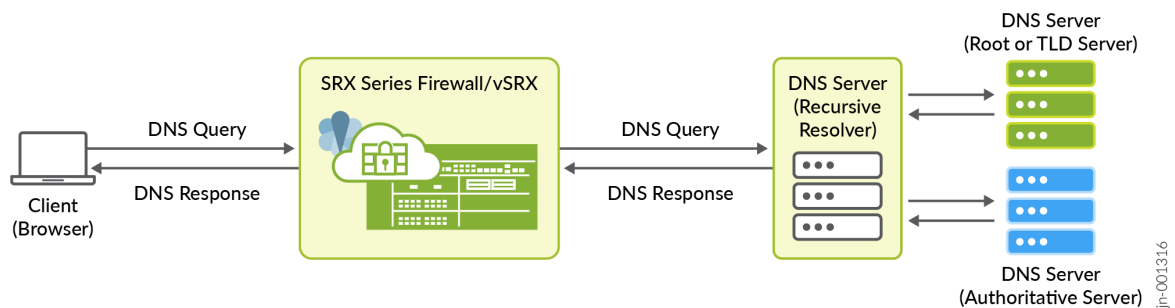 DNS Server
(Root or TLD Server)
SRX Series Firewall/vSRX
DNS Server
(Recursive
Resolver)
DNS Query
DNS Query
DNS Response
DNS Response
Client
(Browser)
DNS Server
(Authoritative Server)
jn-001316